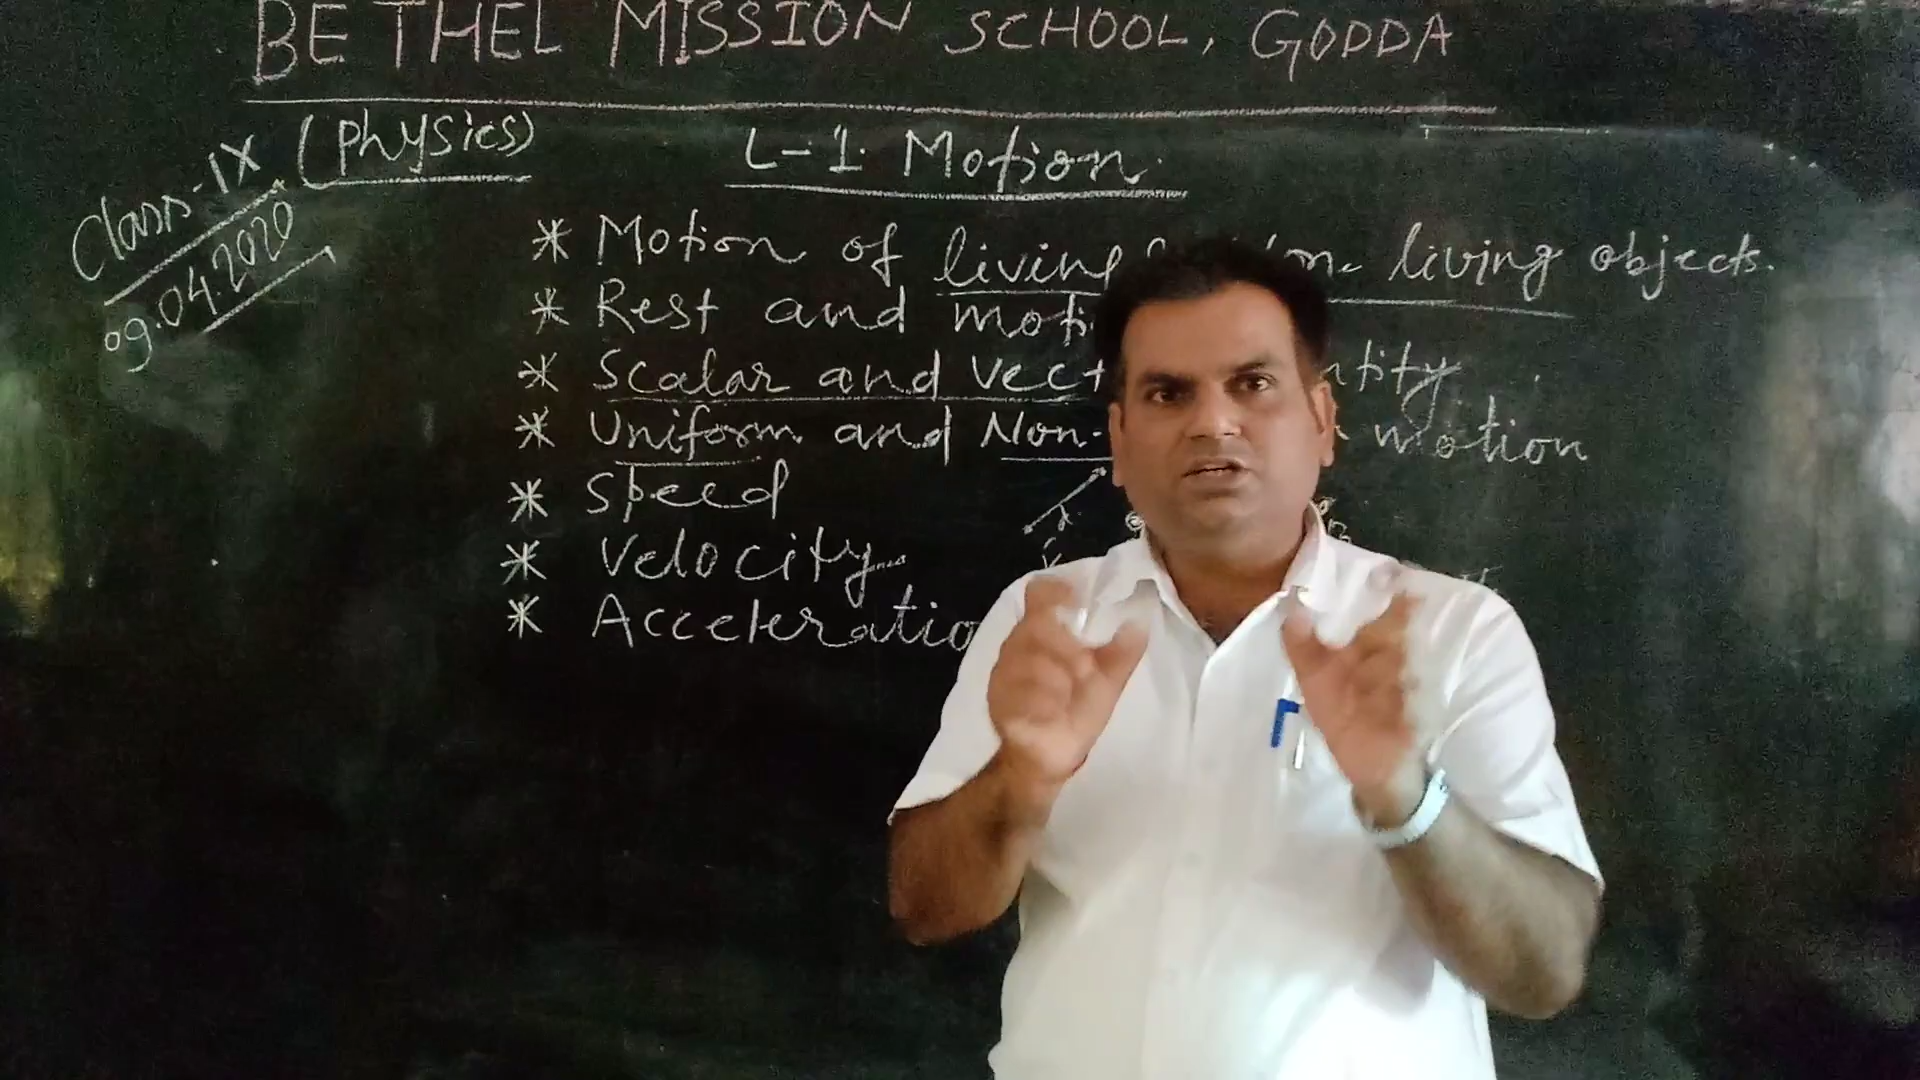 BETHEL MISSION SCHOOL, GODDA
Class-IX (Physics)
09.04.2020
L-1. Motion.
* Motion of living living objects.
* Rest and
* Scalar and
* Uniform and Non- motion
* Speed
* Velocity
* Acceleratio